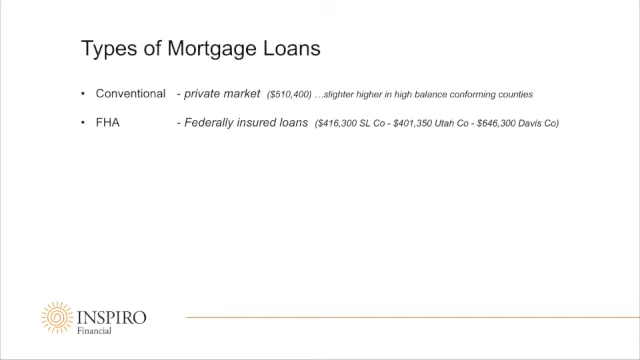 Types of Mortgage Loans
• Conventional - private market ($510,400) …slighter higher in high balance conforming counties
• FHA - Federally insured loans ($416,300 SL Co - $401,350 Utah Co - $646,300 Davis Co)
INSPIRO
Financial